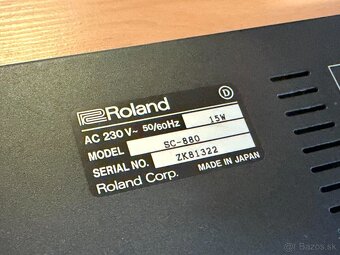 Roland
D
AC 230 V~ 50/60Hz 15W
MODEL SC-880
SERIAL NO. ZK81322
Roland Corp. MADE IN JAPAN
bazos.sk